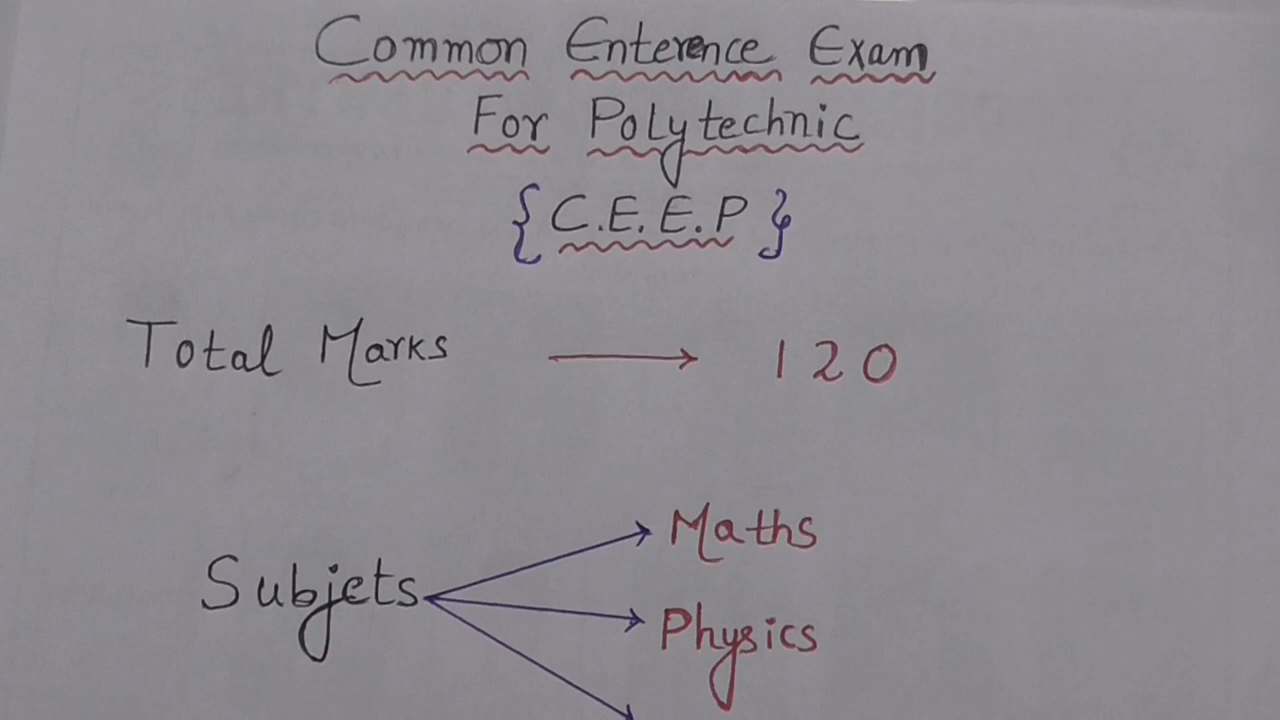 Common Enterence Exam
For Polytechnic
{C.E.E.P}
Total Marks → 120
Maths
Subjets
Physics